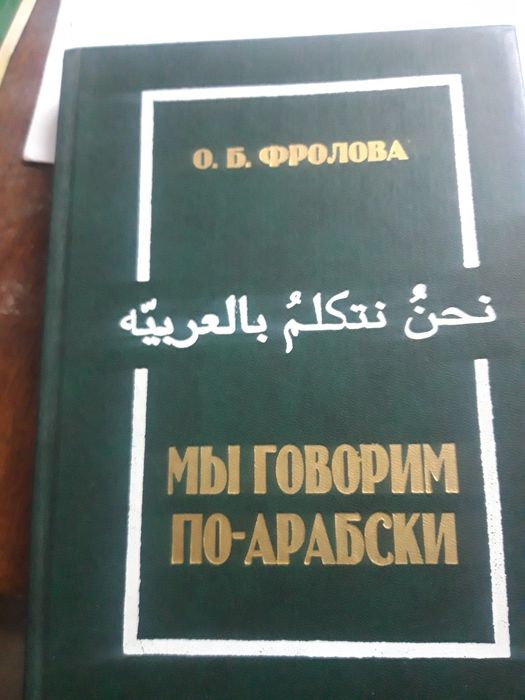 О. Б. ФРОЛОВА
نحنُ نتكلمُ بالعربيّه
МЫ ГОВОРИМ
ПО-АРАБСКИ